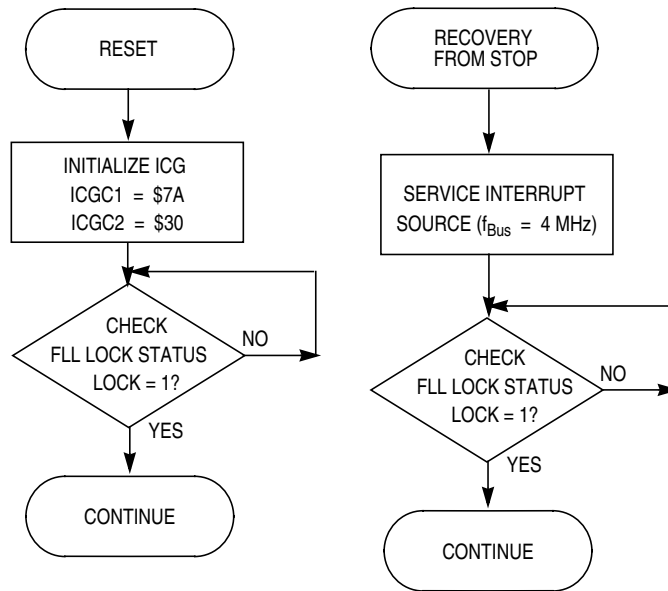 RESET
INITIALIZE ICG
ICGC1 = $7A
ICGC2 = $30
CHECK
FLL LOCK STATUS
LOCK = 1?
NO
YES
CONTINUE
RECOVERY
FROM STOP
SERVICE INTERRUPT
SOURCE (fBus = 4 MHz)
CHECK
FLL LOCK STATUS
LOCK = 1?
NO
YES
CONTINUE